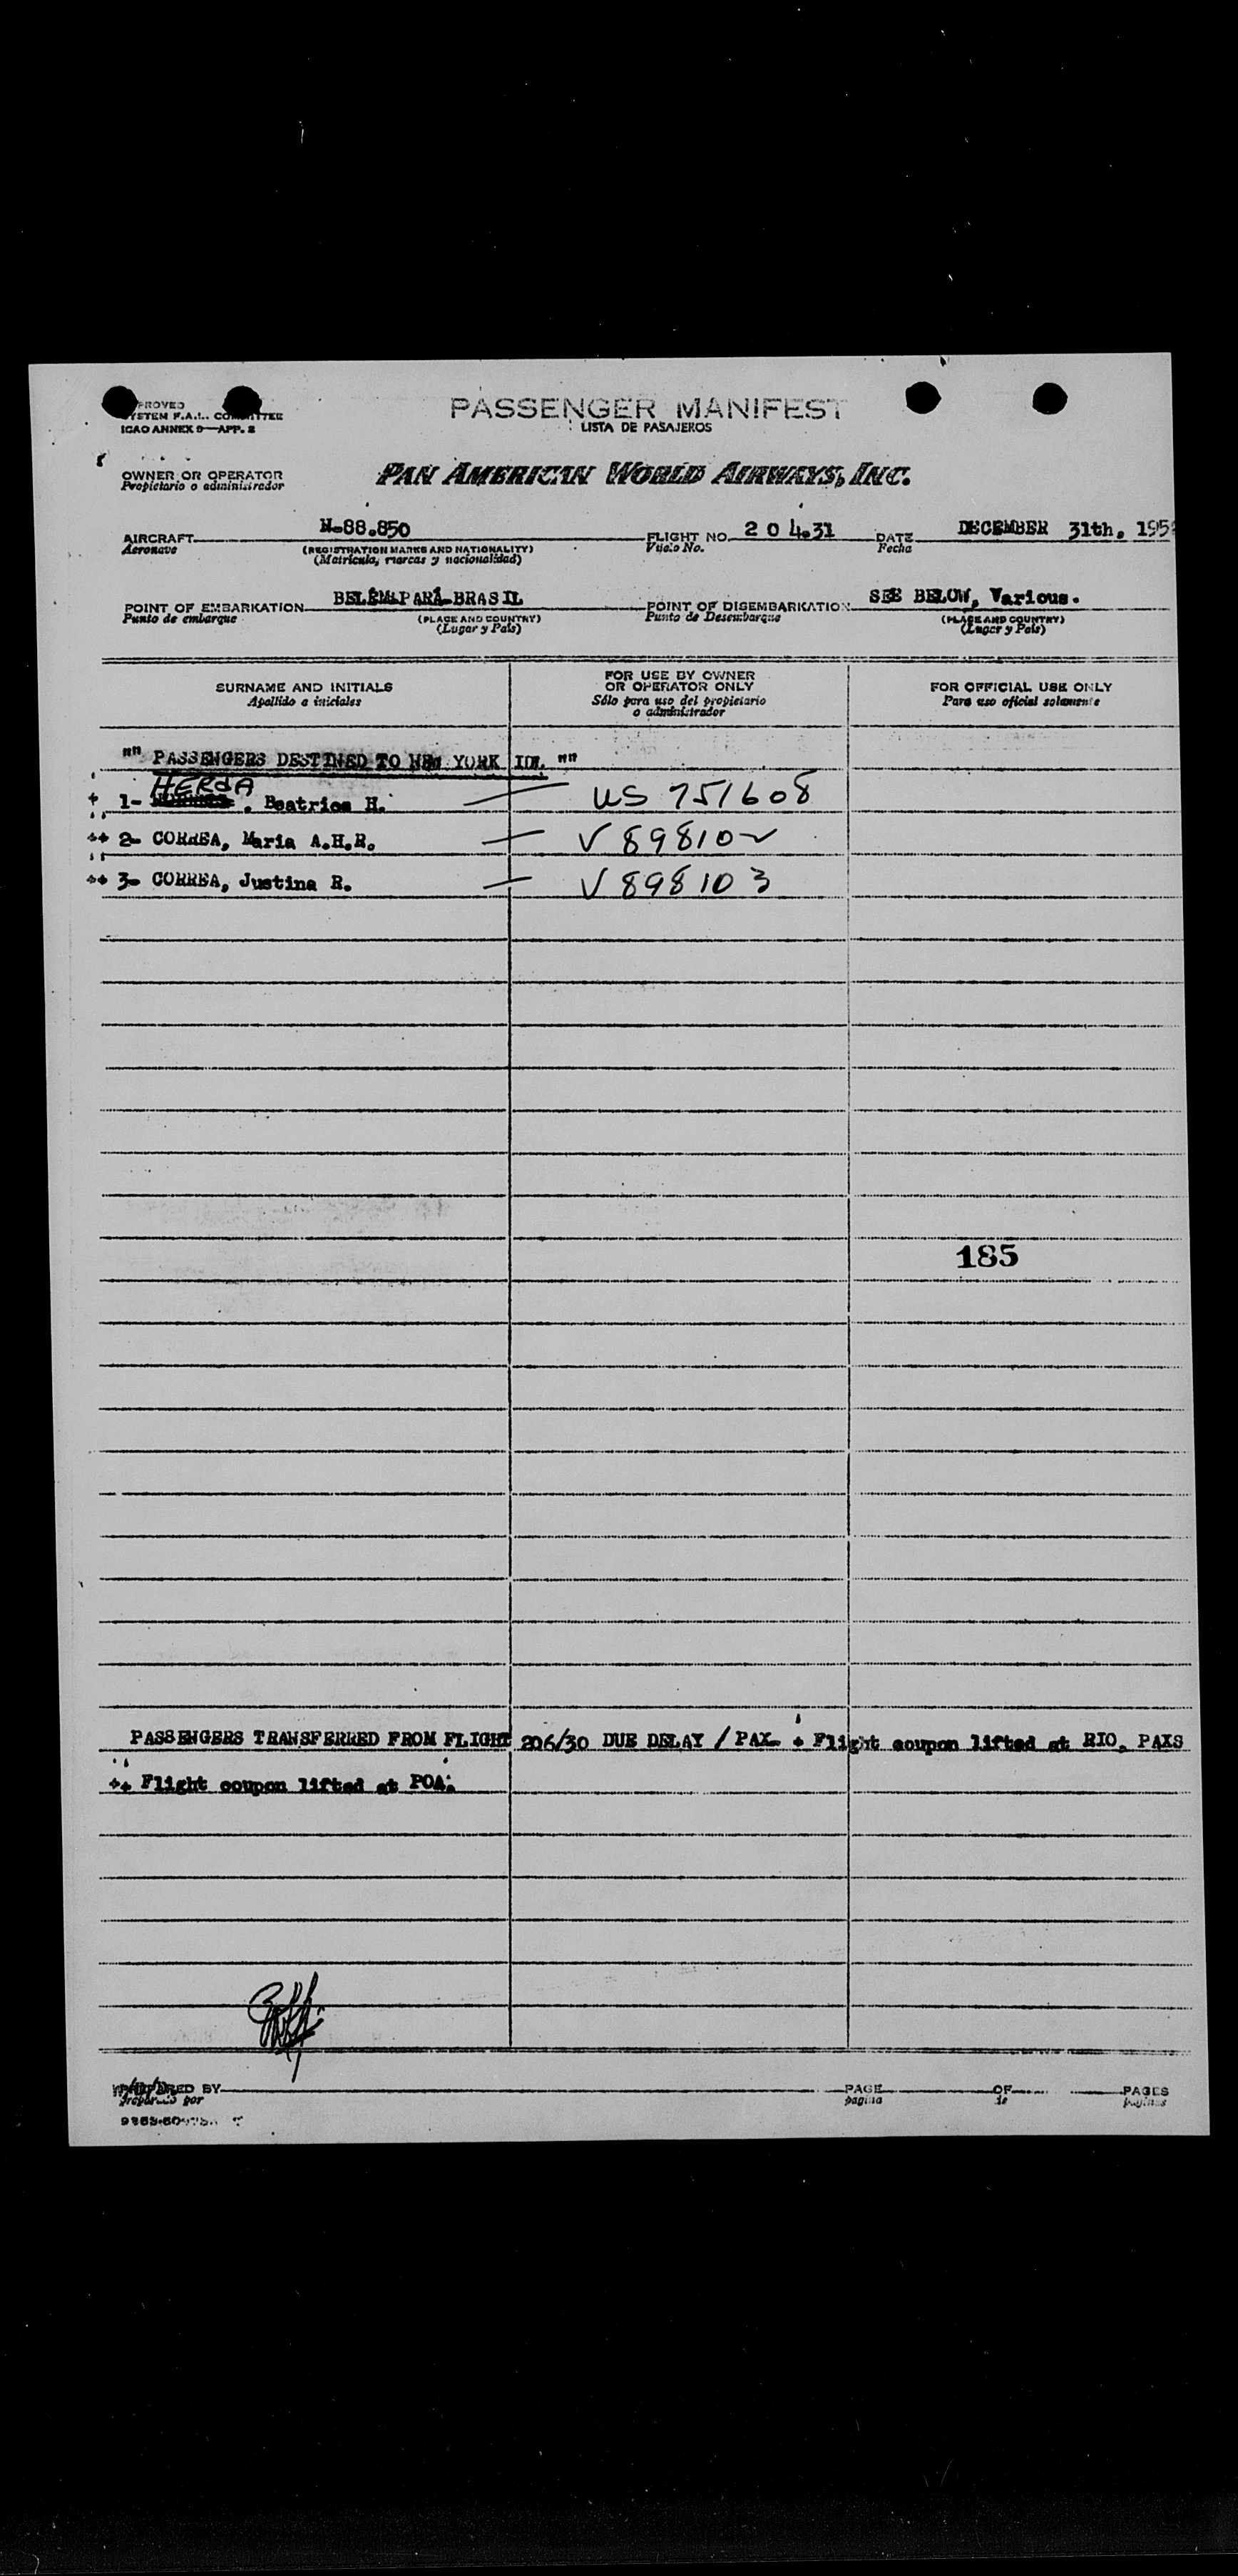 PASSENGER MANIFEST
LISTA DE PASAJEROS
ICAO ANNEX 9—APP. 2
OWNER OR OPERATOR
Propietario o administrador
PAN AMERICAN WORLD AIRWAYS, INC.
AIRCRAFT N-88.850 FLIGHT NO. 2 0 4.31 DATE DECEMBER 31th, 195
Aeronave (REGISTRATION MARKS AND NATIONALITY) Vuelo No. Fecha
(Matricula, marcas y nacionalidad)
POINT OF EMBARKATION BELÉM-PARÁ-BRASIL POINT OF DISEMBARKATION SEE BELOW, Various.
Punto de embarque (PLACE AND COUNTRY) Punto de Desembarque (PLACE AND COUNTRY)
(Lugar y País) (Lugar y País)
SURNAME AND INITIALS
Apellido e iniciales
FOR USE BY OWNER
OR OPERATOR ONLY
Sólo para uso del propietario
o administrador
FOR OFFICIAL USE ONLY
Para uso oficial solamente
"" PASSENGERS DESTINED TO NEW YORK IDL. ""
HERdA
+ 1- , Beatrice H. US 751608
++ 2- CORREA, Maria A.H.R. V 898102
++ 3- CORREA, Justina R. V 898103
185
PASSENGERS TRANSFERRED FROM FLIGHT 206/30 DUE DELAY / PAX. + Flight coupon lifted at RIO, PAXS
++ Flight coupon lifted at POA.
PREPARED BY PAGE OF PAGES
Preparado por página de páginas